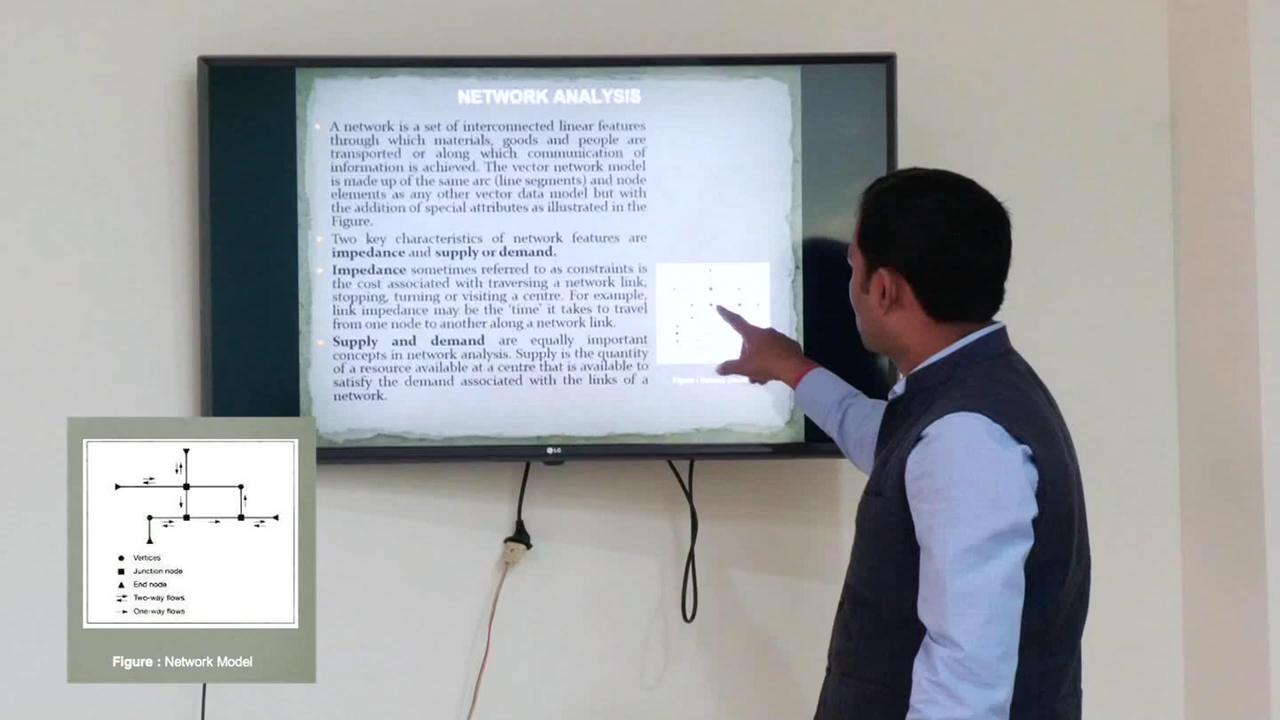 NETWORK ANALYSIS
A network is a set of interconnected linear features
through which materials, goods and people are
transported or along which communication of
information is achieved. The vector network model
is made up of the same arc (line segments) and node
elements as any other vector data model but with
the addition of special attributes as illustrated in the
Figure.
Two key characteristics of network features are
impedance and supply or demand.
Impedance sometimes referred to as constraints is
the cost associated with traversing a network link,
stopping, turning or visiting a centre. For example,
link impedance may be the 'time' it takes to travel
from one node to another along a network link.
Supply and demand are equally important
concepts in network analysis. Supply is the quantity
of a resource available at a centre that is available to
satisfy the demand associated with the links of a
network.
Figure : Network
LG
Vertices
Junction node
End node
Two-way flows
One-way flows
Figure : Network Model